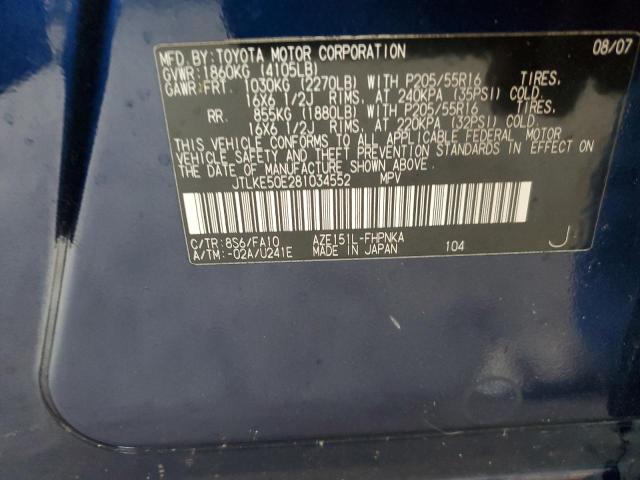 MFD. BY: TOYOTA MOTOR CORPORATION 08/07
GVWR: 1860KG (4105LB)
GAWR: FRT. 1030KG (2270LB) WITH P205/55R16 TIRES,
16X6 1/2J RIMS, AT 240KPA (35PSI) COLD.
RR. 855KG (1880LB) WITH P205/55R16 TIRES,
16X6 1/2J RIMS, AT 220KPA (32PSI) COLD.
THIS VEHICLE CONFORMS TO ALL APPLICABLE FEDERAL MOTOR
VEHICLE SAFETY AND THEFT PREVENTION STANDARDS IN EFFECT ON
THE DATE OF MANUFACTURE SHOWN ABOVE.
JTLKE50E281034552 MPV
C/TR: 8S6/FA10 AZE151L-FHPNKA
A/TM: -02A/U241E MADE IN JAPAN 104 J